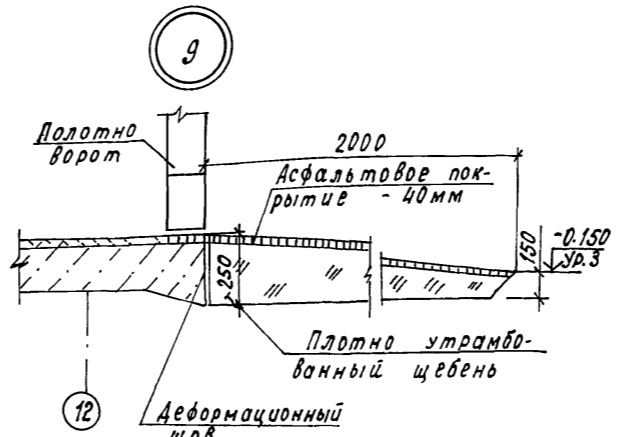 9
Полотно
ворот
2000
Асфальтовое пок-
рытие - 40мм
250
150
-0.150
Ур.3
Плотно утрамбо-
ванный щебень
12
Деформационный
шов